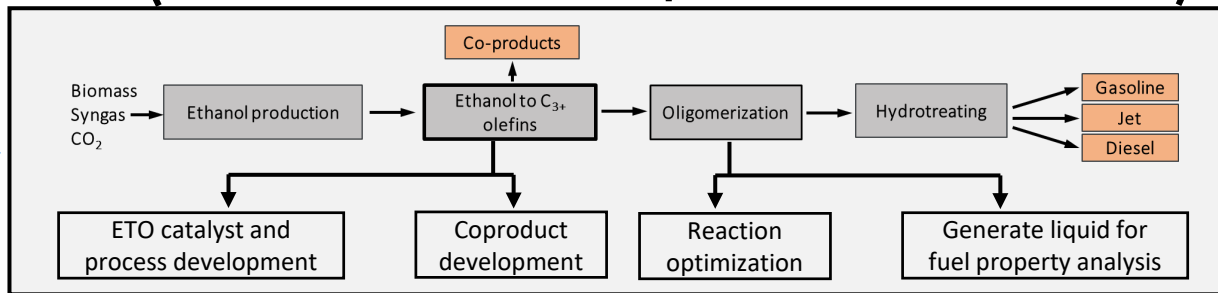 Co-products
Biomass
Syngas
CO₂
Ethanol production
Ethanol to C₃₊
olefins
Oligomerization
Hydrotreating
Gasoline
Jet
Diesel
ETO catalyst and
process development
Coproduct
development
Reaction
optimization
Generate liquid for
fuel property analysis